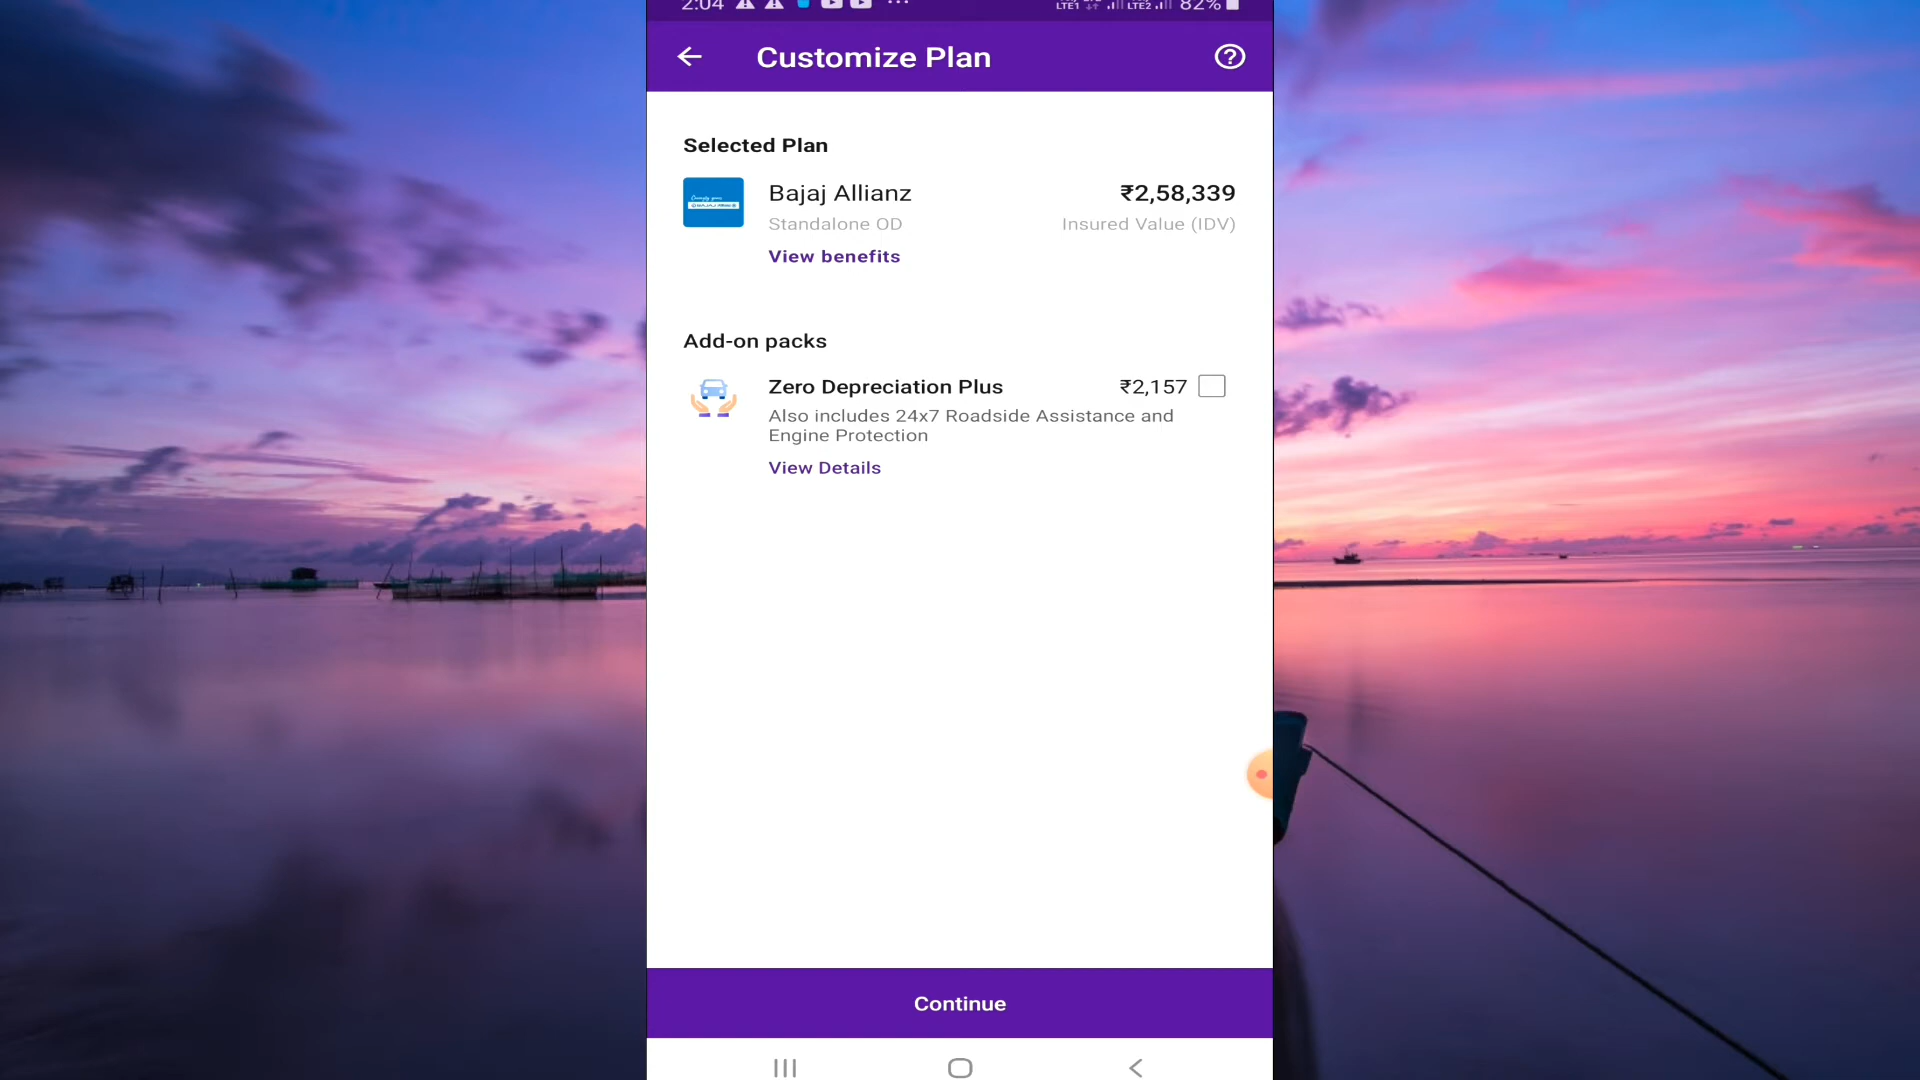 2:04 LTE1 LTE2 82%
Customize Plan
Selected Plan
Bajaj Allianz ₹2,58,339
Standalone OD Insured Value (IDV)
View benefits
Add-on packs
Zero Depreciation Plus ₹2,157
Also includes 24x7 Roadside Assistance and
Engine Protection
View Details
Continue